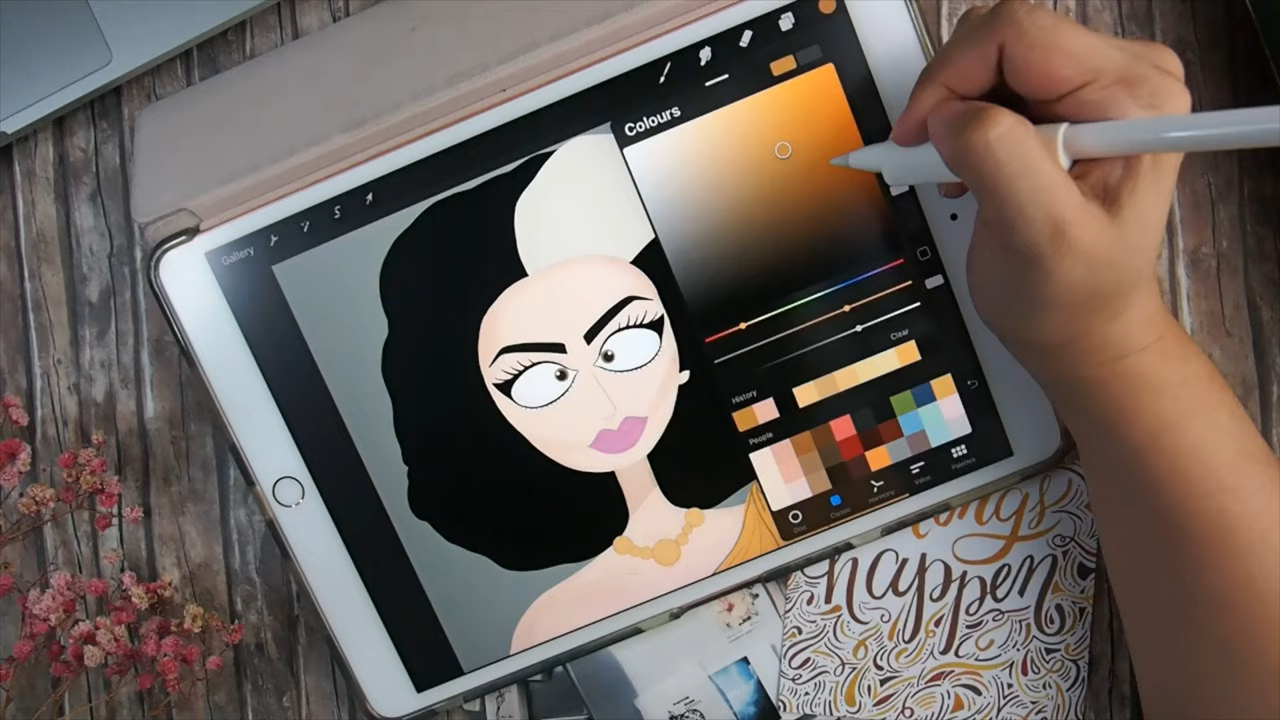 Gallery
Colours
Clear
History
People
Disc
Classic
Harmony
Value
Palettes
happen